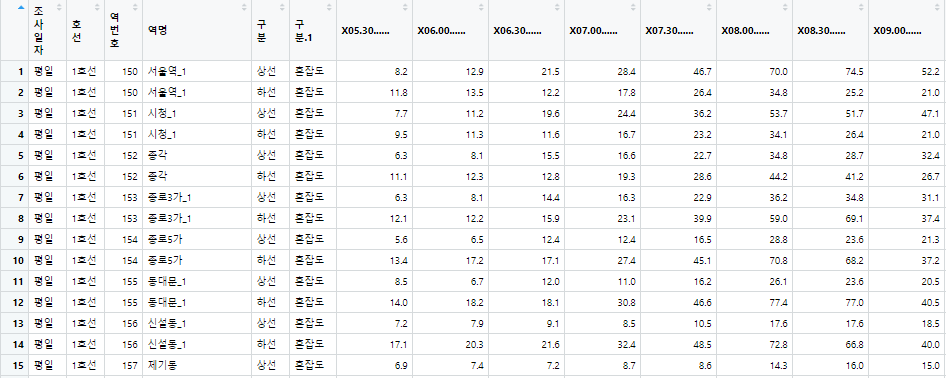 조사일자 호선 역번호 역명 구분 구분.1 X05.30...... X06.00...... X06.30...... X07.00...... X07.30...... X08.00...... X08.30...... X09.00......
1 평일 1호선 150 서울역_1 상선 혼잡도 8.2 12.9 21.5 28.4 46.7 70.0 74.5 52.2
2 평일 1호선 150 서울역_1 하선 혼잡도 11.8 13.5 12.2 17.8 26.4 34.8 25.2 21.0
3 평일 1호선 151 시청_1 상선 혼잡도 7.7 11.2 19.6 24.4 36.2 53.7 51.7 47.1
4 평일 1호선 151 시청_1 하선 혼잡도 9.5 11.3 11.6 16.7 23.2 34.1 26.4 21.0
5 평일 1호선 152 종각 상선 혼잡도 6.3 8.1 15.5 16.6 22.7 34.8 28.7 32.4
6 평일 1호선 152 종각 하선 혼잡도 11.1 12.3 12.8 19.3 28.6 44.2 41.2 26.7
7 평일 1호선 153 종로3가_1 상선 혼잡도 6.3 8.1 14.4 16.3 22.9 36.2 34.8 31.1
8 평일 1호선 153 종로3가_1 하선 혼잡도 12.1 12.2 15.9 23.1 39.9 59.0 69.1 37.4
9 평일 1호선 154 종로5가 상선 혼잡도 5.6 6.5 12.4 12.4 16.5 28.8 23.6 21.3
10 평일 1호선 154 종로5가 하선 혼잡도 13.4 17.2 17.1 27.4 45.1 70.8 68.2 37.2
11 평일 1호선 155 동대문_1 상선 혼잡도 8.5 6.7 12.0 11.0 16.2 26.1 23.6 20.5
12 평일 1호선 155 동대문_1 하선 혼잡도 14.0 18.2 18.1 30.8 46.6 77.4 77.0 40.5
13 평일 1호선 156 신설동_1 상선 혼잡도 7.2 7.9 9.1 8.5 10.5 17.6 17.6 18.5
14 평일 1호선 156 신설동_1 하선 혼잡도 17.1 20.3 21.6 32.4 48.5 72.8 66.8 40.0
15 평일 1호선 157 제기동 상선 혼잡도 6.9 7.4 7.2 8.7 8.6 14.3 16.0 15.0